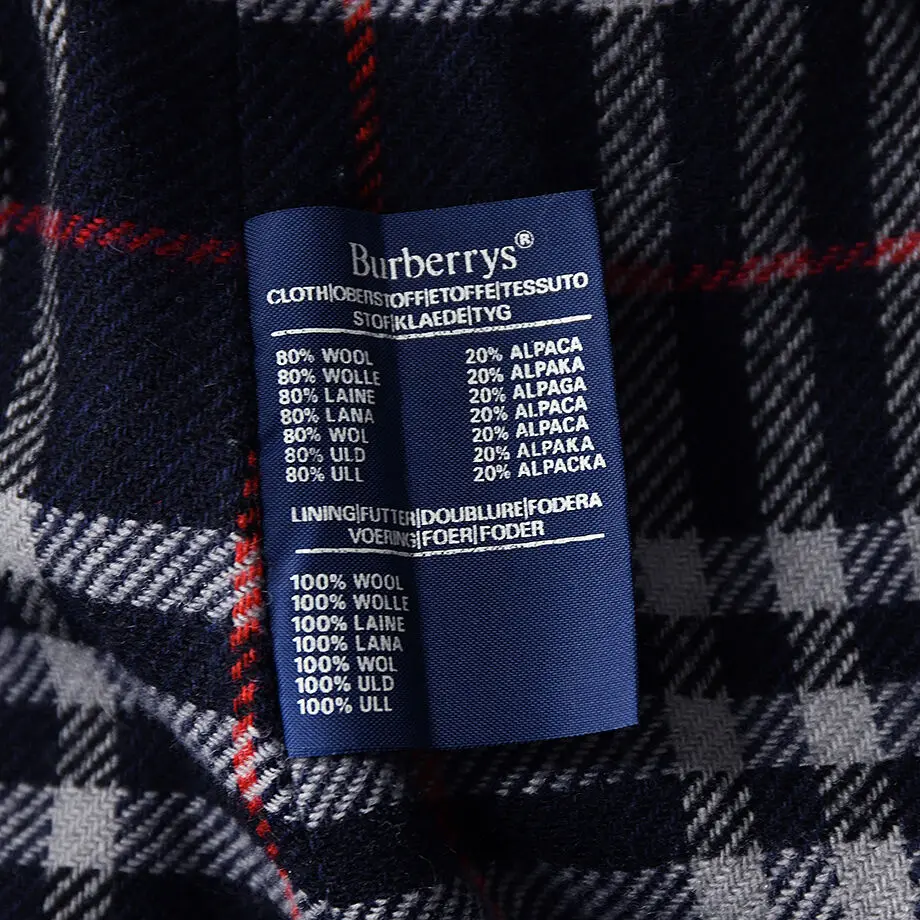 Burberrys®
CLOTH|OBERSTOFF|ETOFFE|TESSUTO
STOF|KLAEDE|TYG
80% WOOL 20% ALPACA
80% WOLLE 20% ALPAKA
80% LAINE 20% ALPAGA
80% LANA 20% ALPACA
80% WOL 20% ALPACA
80% ULD 20% ALPAKA
80% ULL 20% ALPACKA
LINING|FUTTER|DOUBLURE|FODERA
VOERING|FOER|FODER
100% WOOL
100% WOLLE
100% LAINE
100% LANA
100% WOL
100% ULD
100% ULL